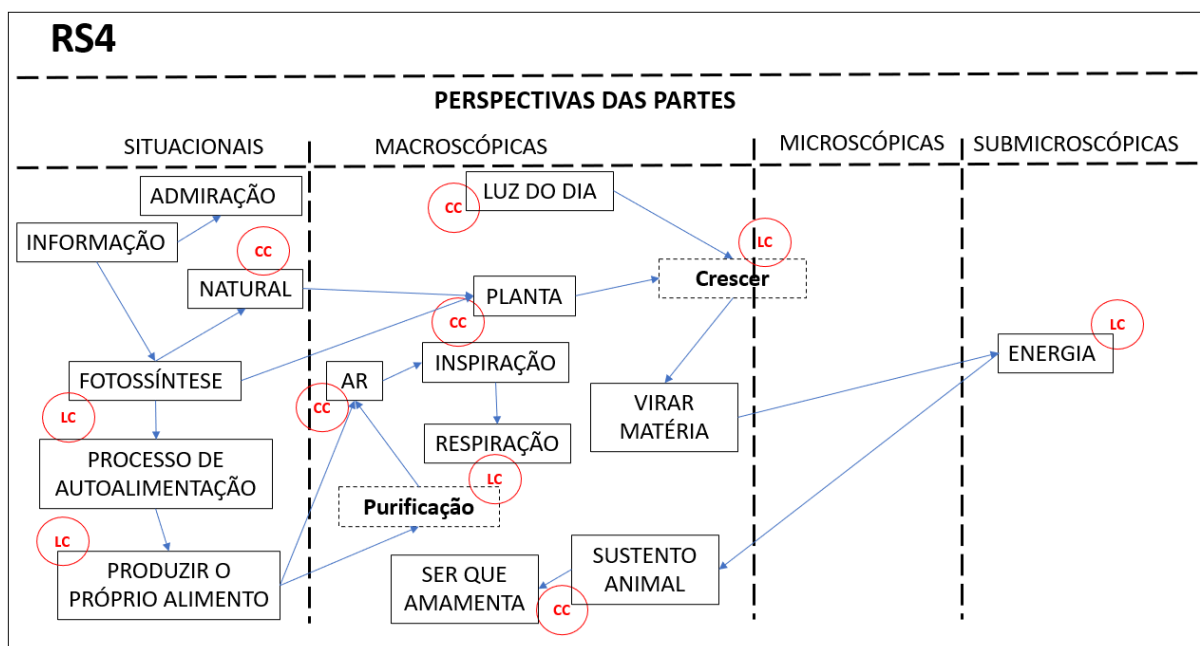 RS4
PERSPECTIVAS DAS PARTES
SITUACIONAIS
MACROSCÓPICAS
MICROSCÓPICAS
SUBMICROSCÓPICAS
ADMIRAÇÃO
INFORMAÇÃO
CC
NATURAL
FOTOSSÍNTESE
LC
PROCESSO DE
AUTOALIMENTAÇÃO
LC
PRODUZIR O
PRÓPRIO ALIMENTO
LUZ DO DIA
CC
LC
Crescer
PLANTA
CC
INSPIRAÇÃO
AR
CC
RESPIRAÇÃO
LC
Purificação
VIRAR
MATÉRIA
SER QUE
AMAMENTA
CC
SUSTENTO
ANIMAL
ENERGIA
LC